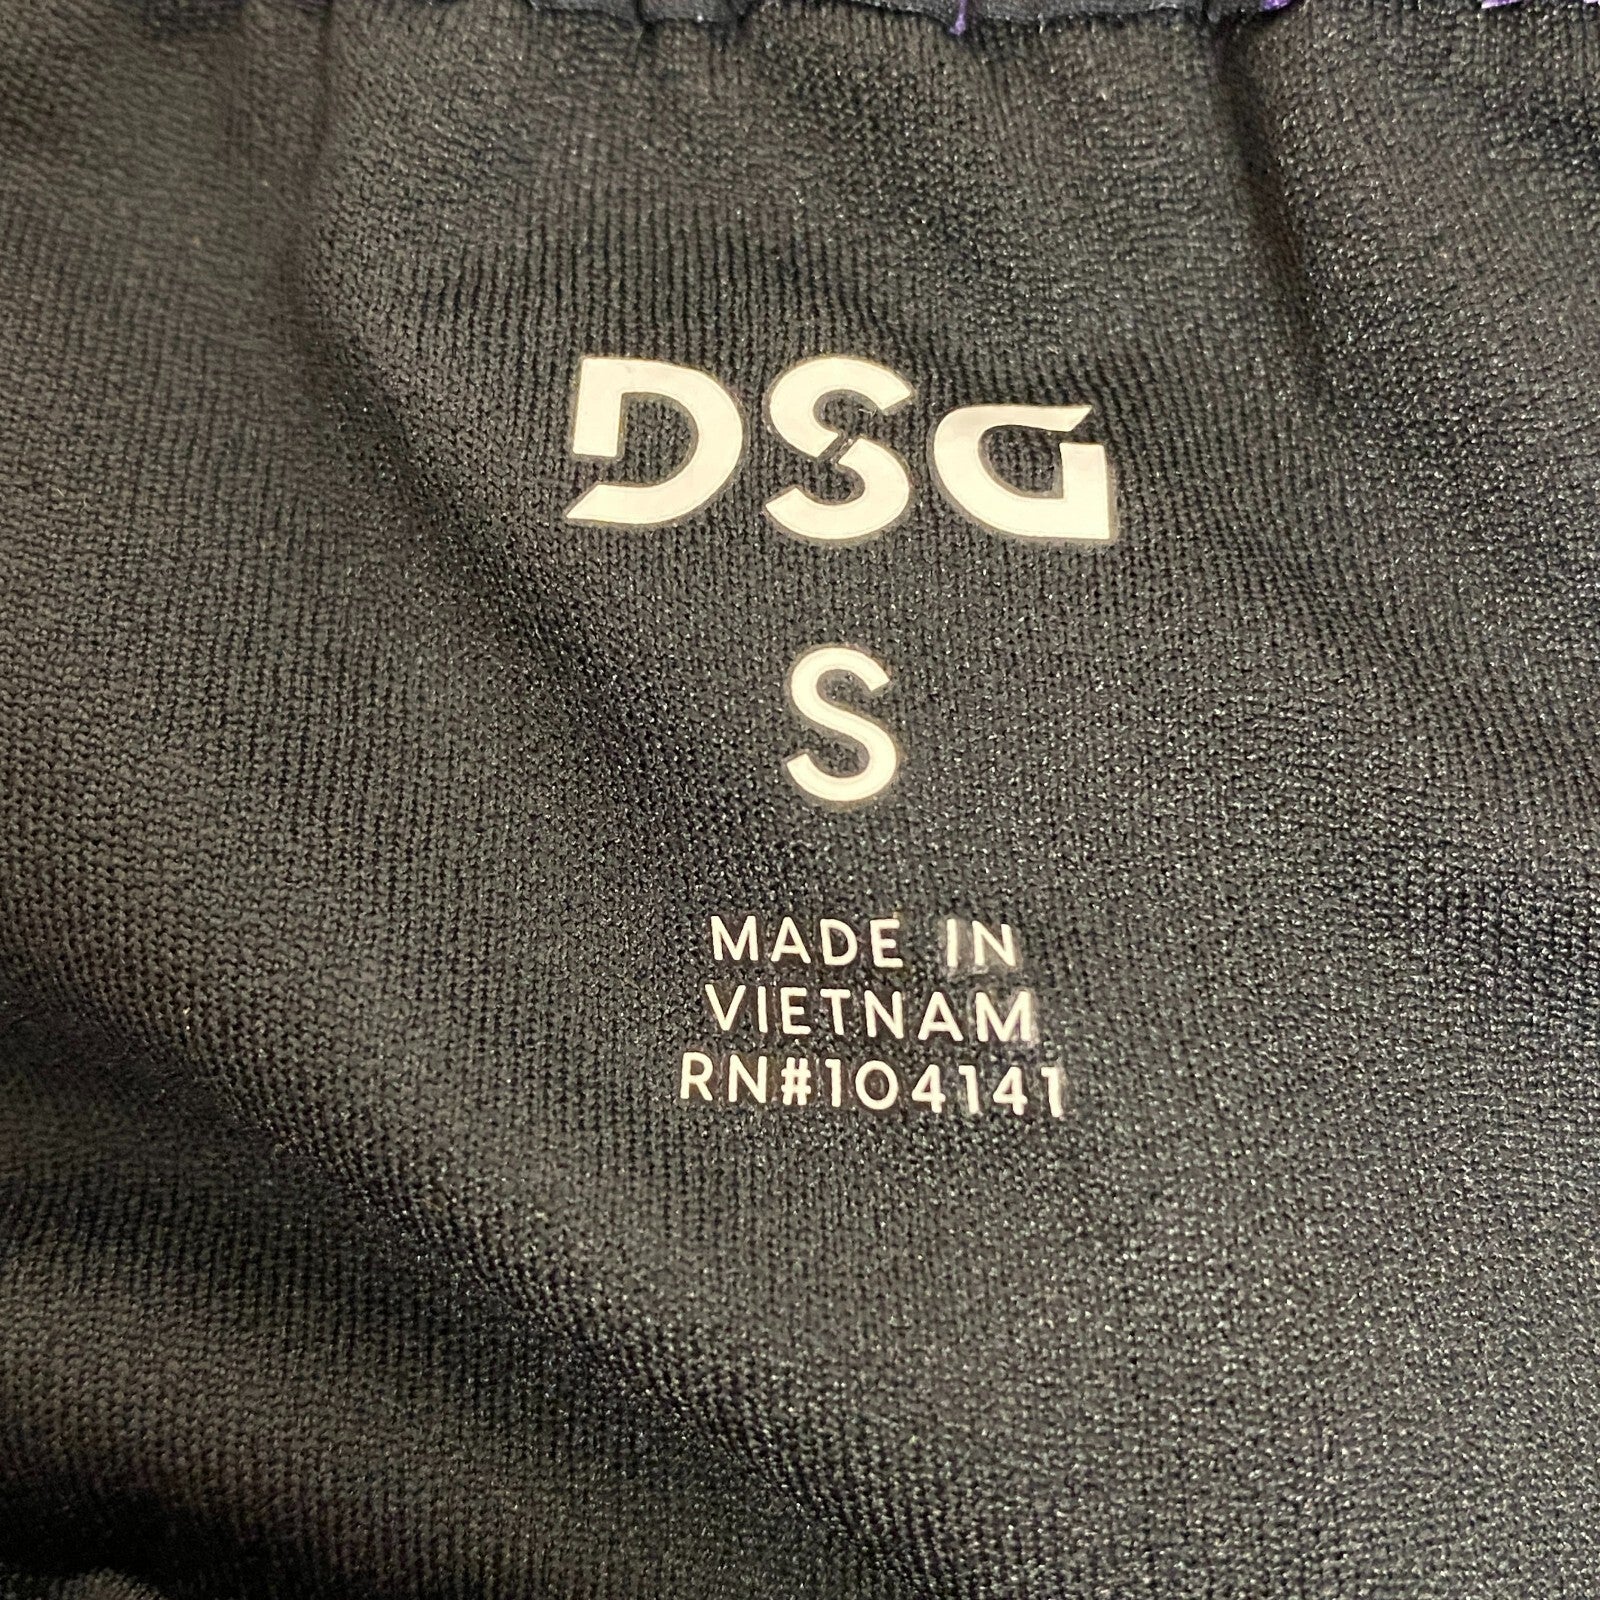 DSG
S
MADE IN
VIETNAM
RN#104141